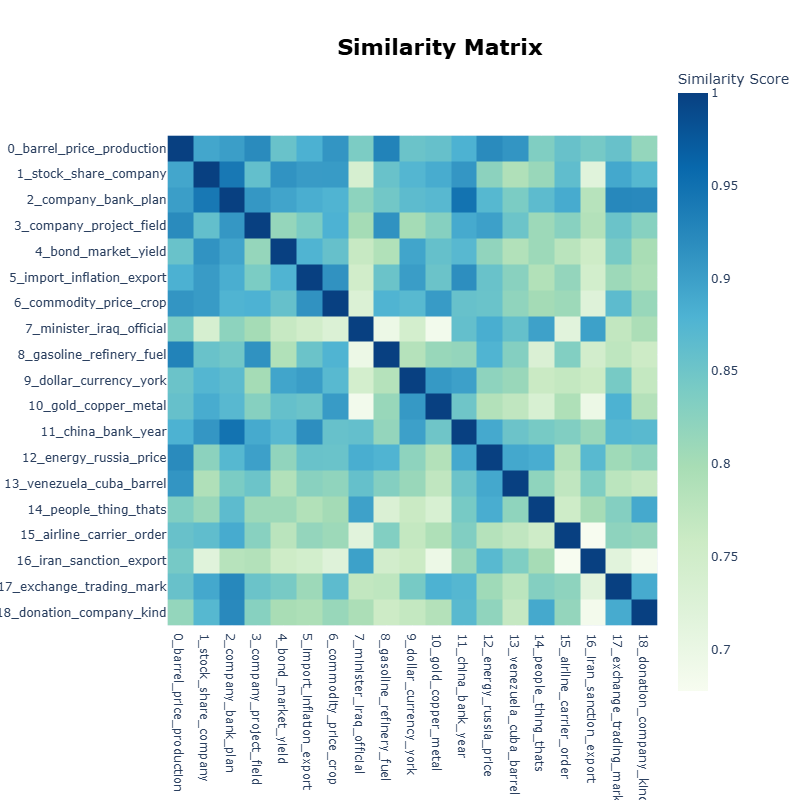 Similarity Matrix
Similarity Score
1
0.95
0.9
0.85
0.8
0.75
0.7
0_barrel_price_production
1_stock_share_company
2_company_bank_plan
3_company_project_field
4_bond_market_yield
5_import_inflation_export
6_commodity_price_crop
7_minister_iraq_official
8_gasoline_refinery_fuel
9_dollar_currency_york
10_gold_copper_metal
11_china_bank_year
12_energy_russia_price
13_venezuela_cuba_barrel
14_people_thing_thats
15_airline_carrier_order
16_iran_sanction_export
17_exchange_trading_mark
18_donation_company_kind
0_barrel_price_production
1_stock_share_company
2_company_bank_plan
3_company_project_field
4_bond_market_yield
5_import_inflation_export
6_commodity_price_crop
7_minister_iraq_official
8_gasoline_refinery_fuel
9_dollar_currency_york
10_gold_copper_metal
11_china_bank_year
12_energy_russia_price
13_venezuela_cuba_barrel
14_people_thing_thats
15_airline_carrier_order
16_iran_sanction_export
17_exchange_trading_mark
18_donation_company_kind